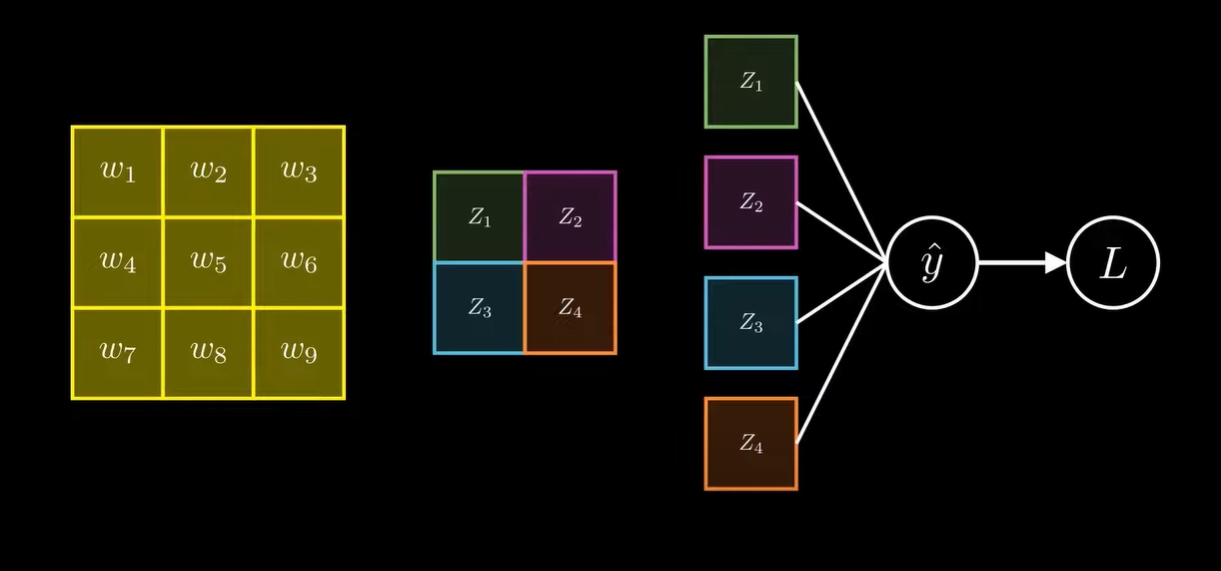 w₁ w₂ w₃
w₄ w₅ w₆
w₇ w₈ w₉
Z₁ Z₂
Z₃ Z₄
Z₁
Z₂
Z₃
Z₄
ŷ
L